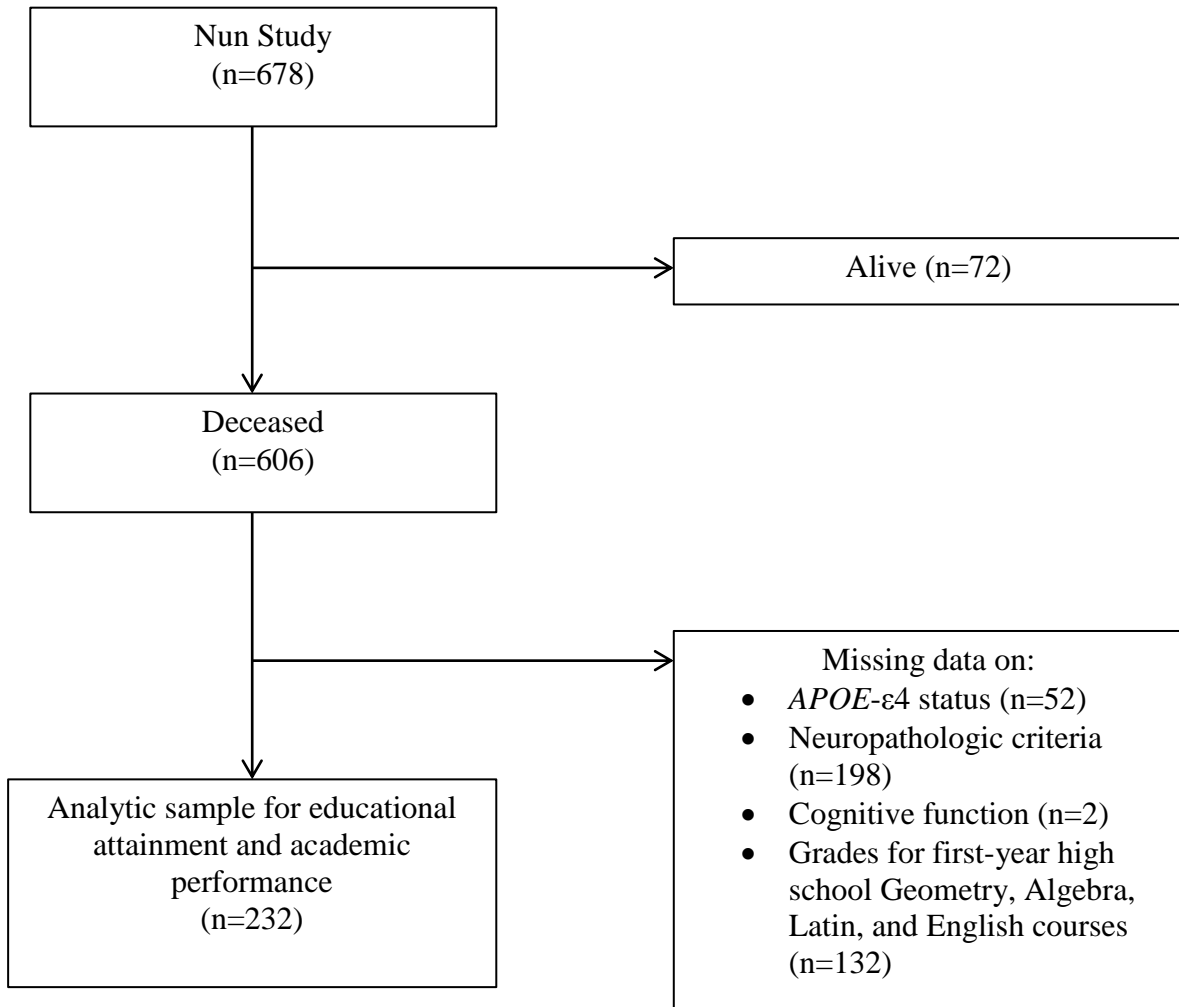 Nun Study
(n=678)
Alive (n=72)
Deceased
(n=606)
Missing data on:
• APOE-ε4 status (n=52)
• Neuropathologic criteria
(n=198)
• Cognitive function (n=2)
• Grades for first-year high
school Geometry, Algebra,
Latin, and English courses
(n=132)
Analytic sample for educational
attainment and academic
performance
(n=232)